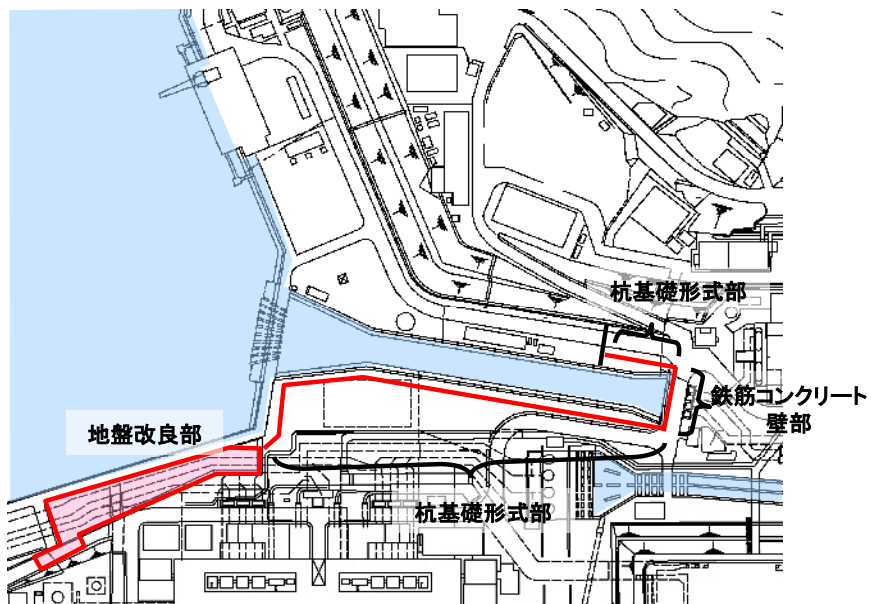 杭基礎形式部
鉄筋コンクリート
壁部
地盤改良部
杭基礎形式部